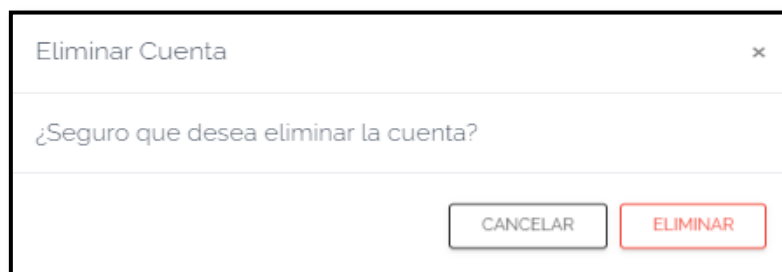 Eliminar Cuenta ×
¿Seguro que desea eliminar la cuenta?
CANCELAR ELIMINAR